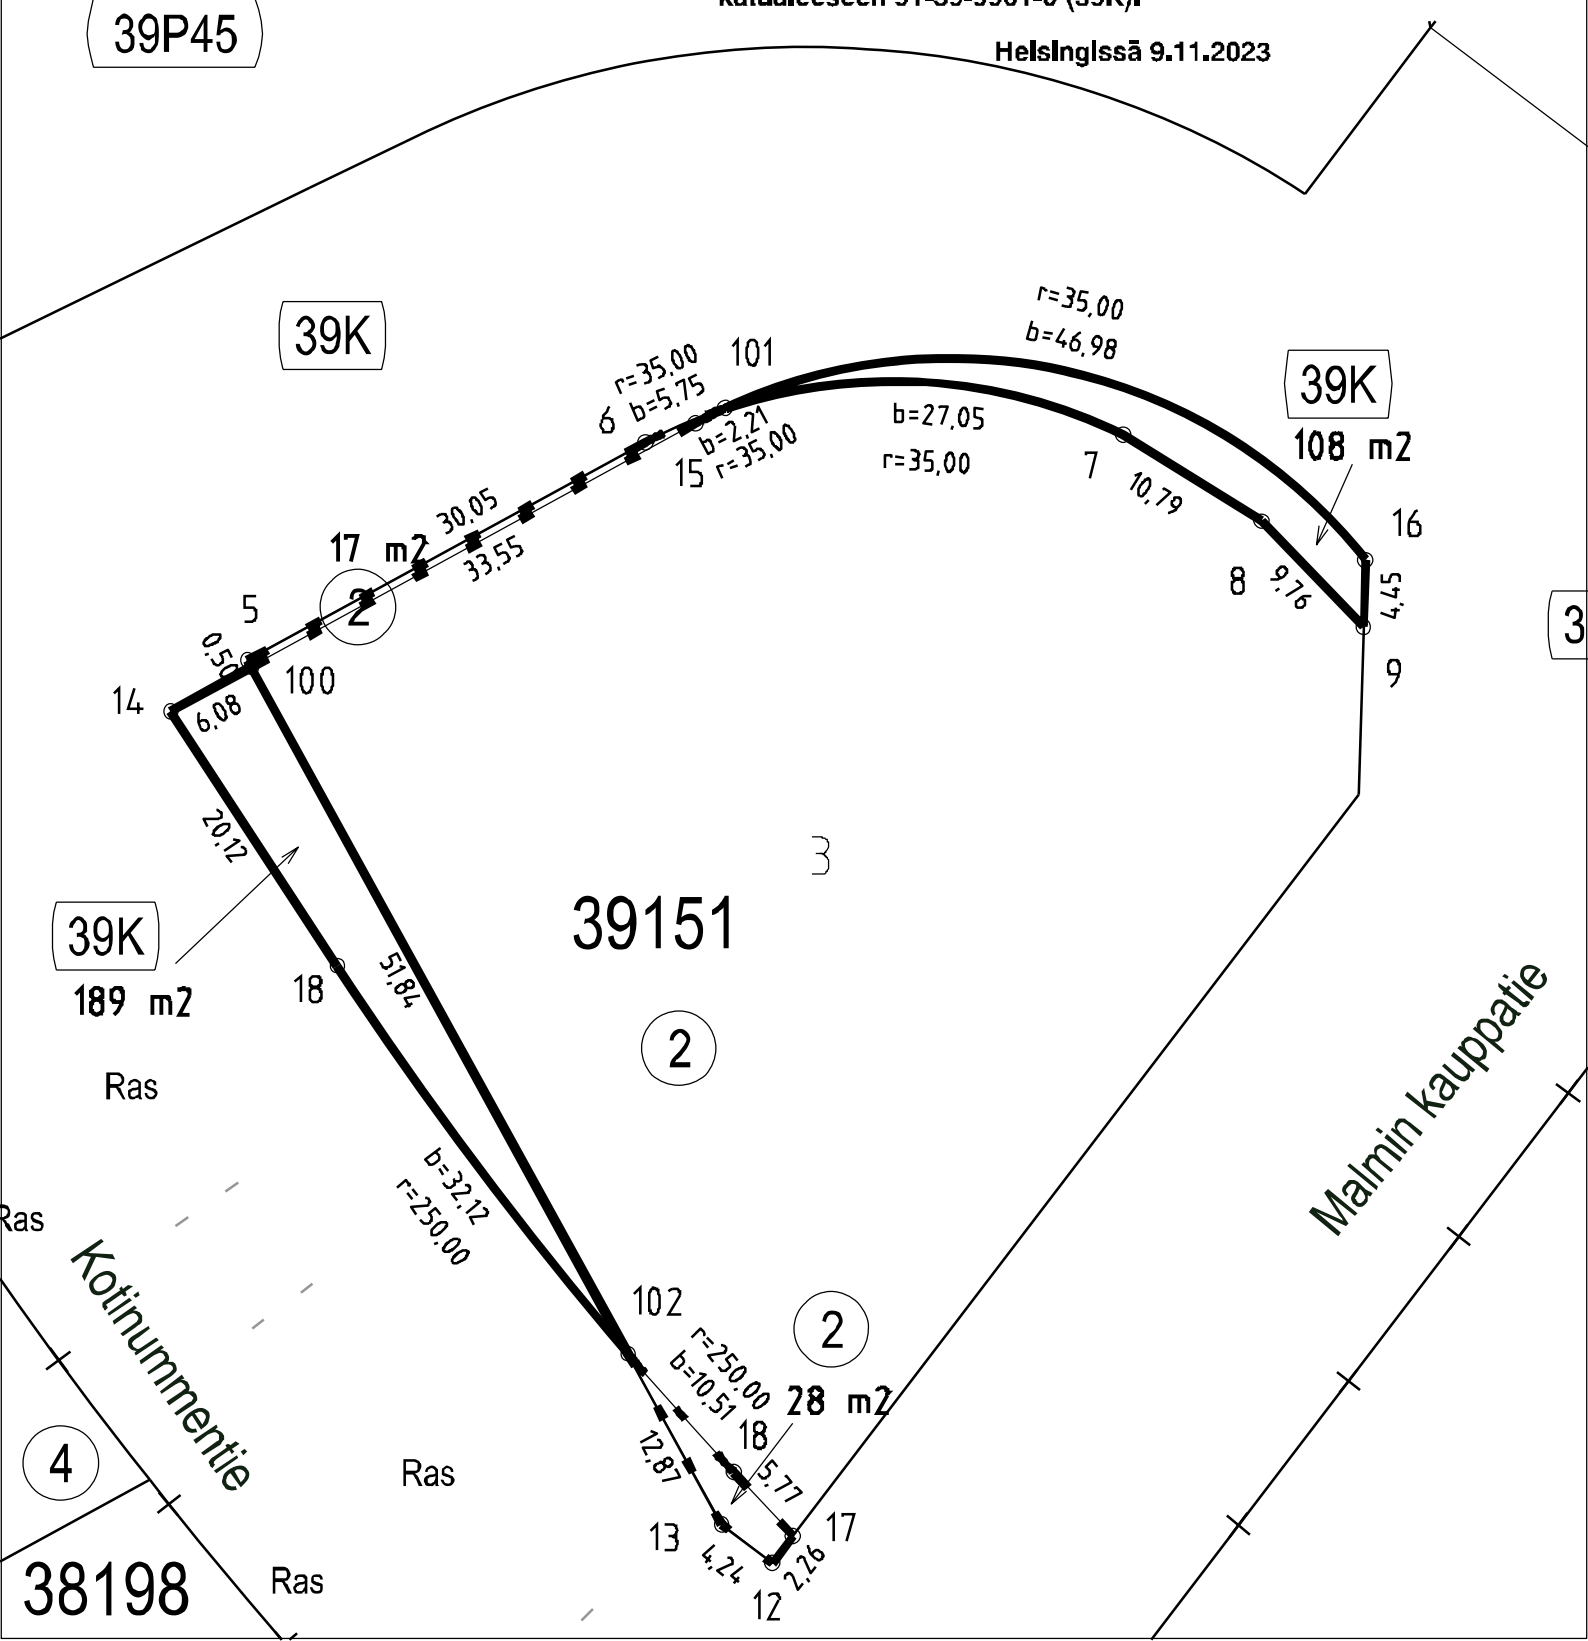 39P45
Helsingissä 9.11.2023
39K
r=35,00
b=46,98
101
r=35,00
b=5,75
6
39K
108 m2
b=2,21
r=35,00
15
b=27,05
r=35,00
7
10,79
16
30,05
33,55
17 m2
2
8
9,76
4,45
5
0,50
100
9
3
14
6,08
20,12
3
39151
39K
189 m2
18
51,84
2
Malmin kauppatie
Ras
b=32,12
r=250,00
Ras
Kotinummentie
102
2
r=250,00
b=10,51
28 m2
18
4
Ras
12,87
5,77
13
17
4,24
2,26
12
38198
Ras